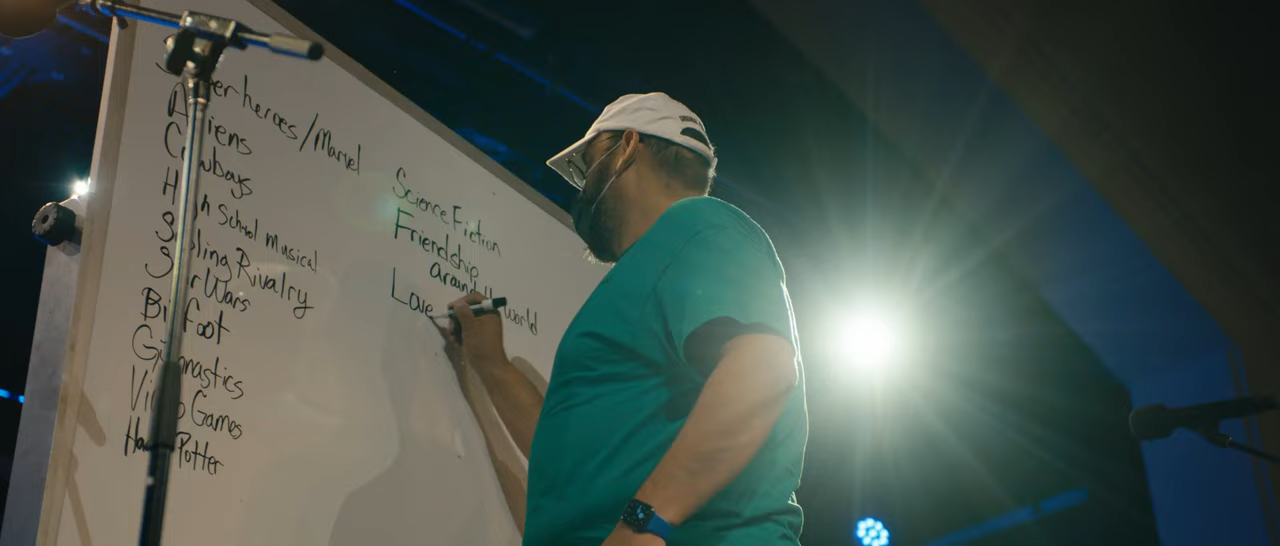 Superheroes/Marvel
Aliens
Cowboys
High School Musical
Sibling Rivalry
Star Wars
Bigfoot
Gymnastics
Video Games
Harry Potter
Science Fiction
Friendship
around the world
Love